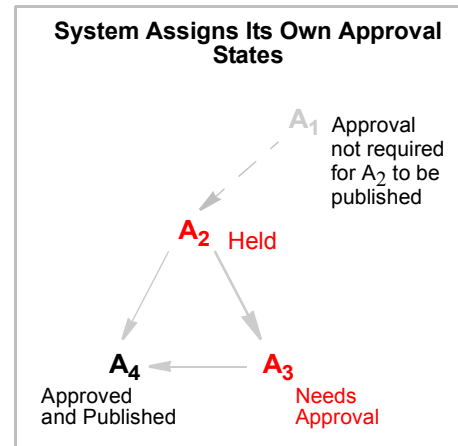 System Assigns Its Own Approval
States
A1 Approval
not required
for A2 to be
published
A2 Held
A4
Approved
and Published
A3
Needs
Approval